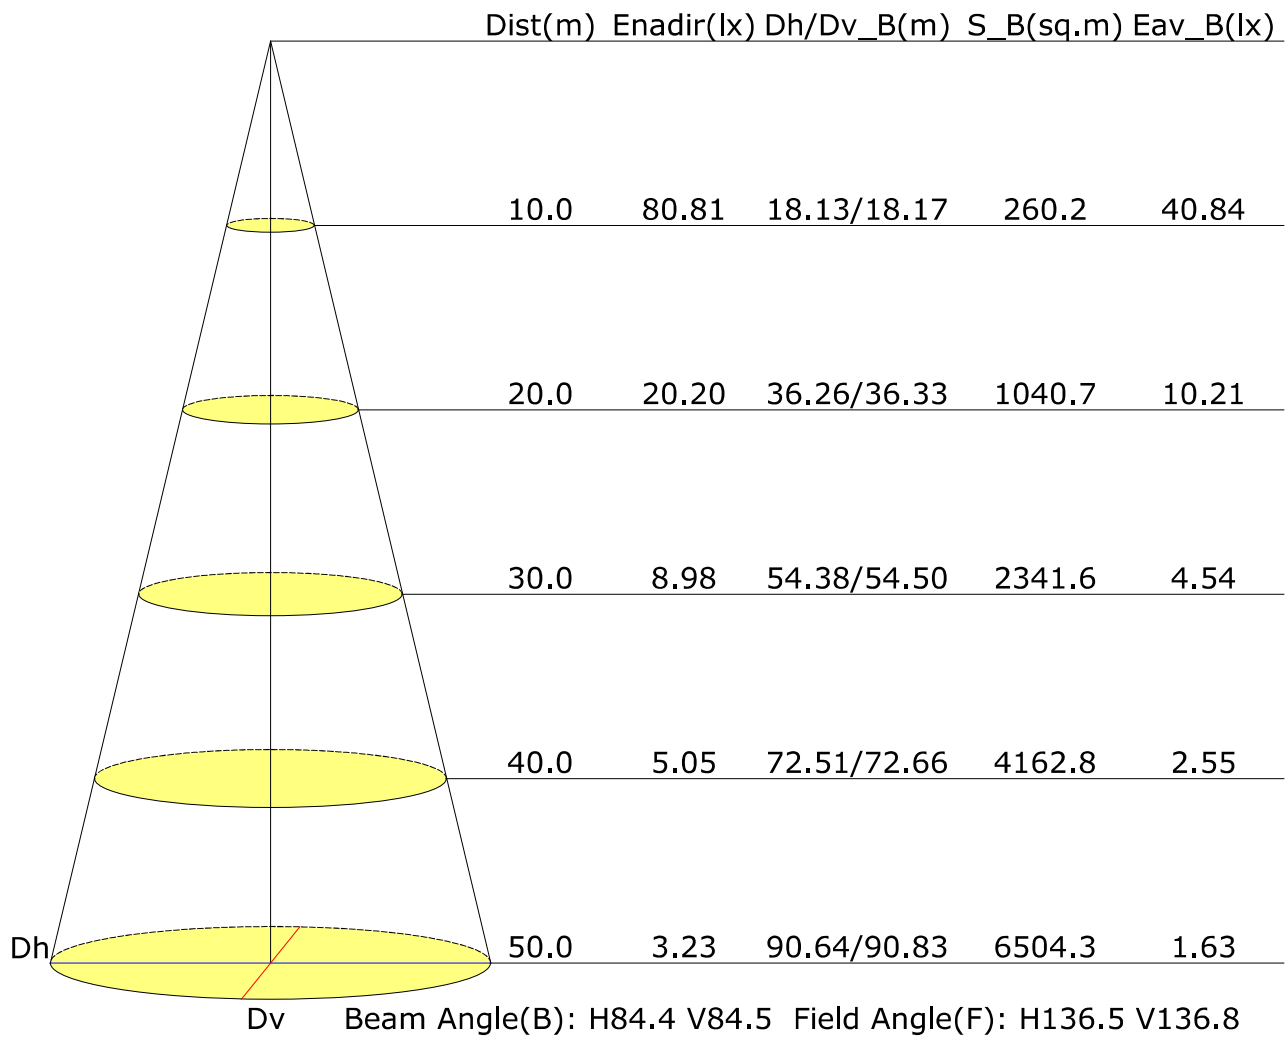 Dist(m) Enadir(lx) Dh/Dv_B(m) S_B(sq.m) Eav_B(lx)
10.0 80.81 18.13/18.17 260.2 40.84
20.0 20.20 36.26/36.33 1040.7 10.21
30.0 8.98 54.38/54.50 2341.6 4.54
40.0 5.05 72.51/72.66 4162.8 2.55
Dh 50.0 3.23 90.64/90.83 6504.3 1.63
Dv Beam Angle(B): H84.4 V84.5 Field Angle(F): H136.5 V136.8